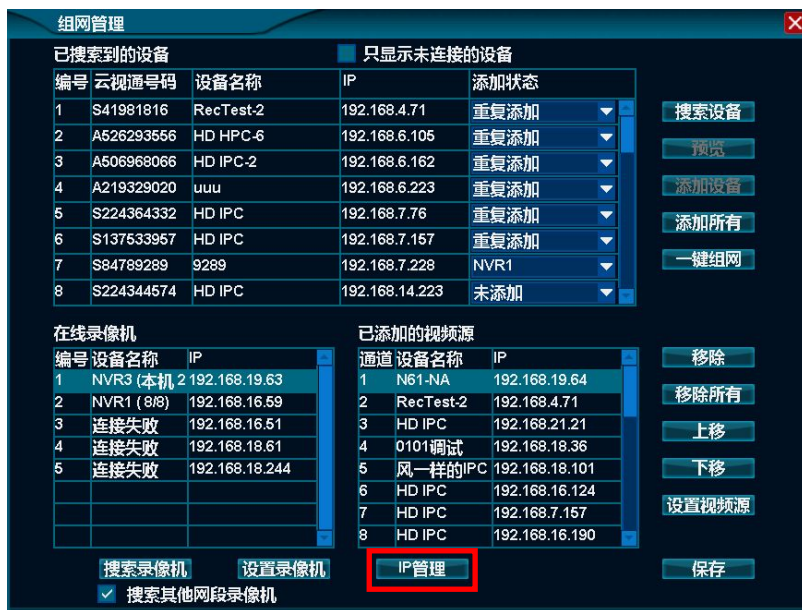 组网管理
已搜索到的设备 只显示未连接的设备
编号 云视通号码 设备名称 IP 添加状态
1 S41981816 RecTest-2 192.168.4.71 重复添加
2 A526293556 HD HPC-6 192.168.6.105 重复添加
3 A506968066 HD IPC-2 192.168.6.162 重复添加
4 A219329020 uuu 192.168.6.223 重复添加
5 S224364332 HD IPC 192.168.7.76 重复添加
6 S137533957 HD IPC 192.168.7.157 重复添加
7 S84789289 9289 192.168.7.228 NVR1
8 S224344574 HD IPC 192.168.14.223 未添加
搜索设备
预览
添加设备
添加所有
一键组网
在线录像机
编号 设备名称 IP
1 NVR3 (本机 2 192.168.19.63
2 NVR1 ( 8/8) 192.168.16.59
3 连接失败 192.168.16.51
4 连接失败 192.168.18.61
5 连接失败 192.168.18.244
已添加的视频源
通道 设备名称 IP
1 N61-NA 192.168.19.64
2 RecTest-2 192.168.4.71
3 HD IPC 192.168.21.21
4 0101调试 192.168.18.36
5 风一样的IPC 192.168.18.101
6 HD IPC 192.168.16.124
7 HD IPC 192.168.7.157
8 HD IPC 192.168.16.190
移除
移除所有
上移
下移
设置视频源
搜索录像机 设置录像机 IP管理 保存
搜索其他网段录像机